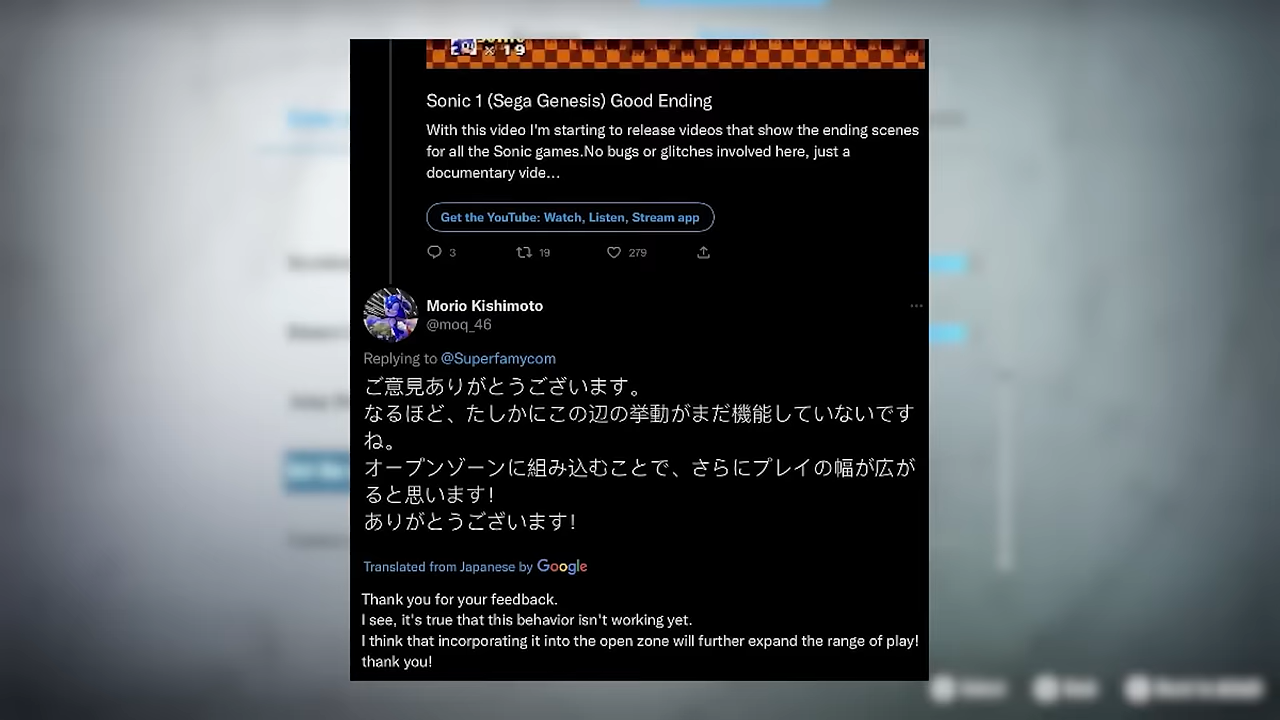 × 19
Sonic 1 (Sega Genesis) Good Ending
With this video I'm starting to release videos that show the ending scenes
for all the Sonic games.No bugs or glitches involved here, just a
documentary vide...
Get the YouTube: Watch, Listen, Stream app
3 19 279
Morio Kishimoto
@moq_46
Replying to @Superfamycom
ご意見ありがとうございます。
なるほど、たしかにこの辺の挙動がまだ機能していないです
ね。
オープンゾーンに組み込むことで、さらにプレイの幅が広が
ると思います!
ありがとうございます!
Translated from Japanese by Google
Thank you for your feedback.
I see, it's true that this behavior isn't working yet.
I think that incorporating it into the open zone will further expand the range of play!
thank you!